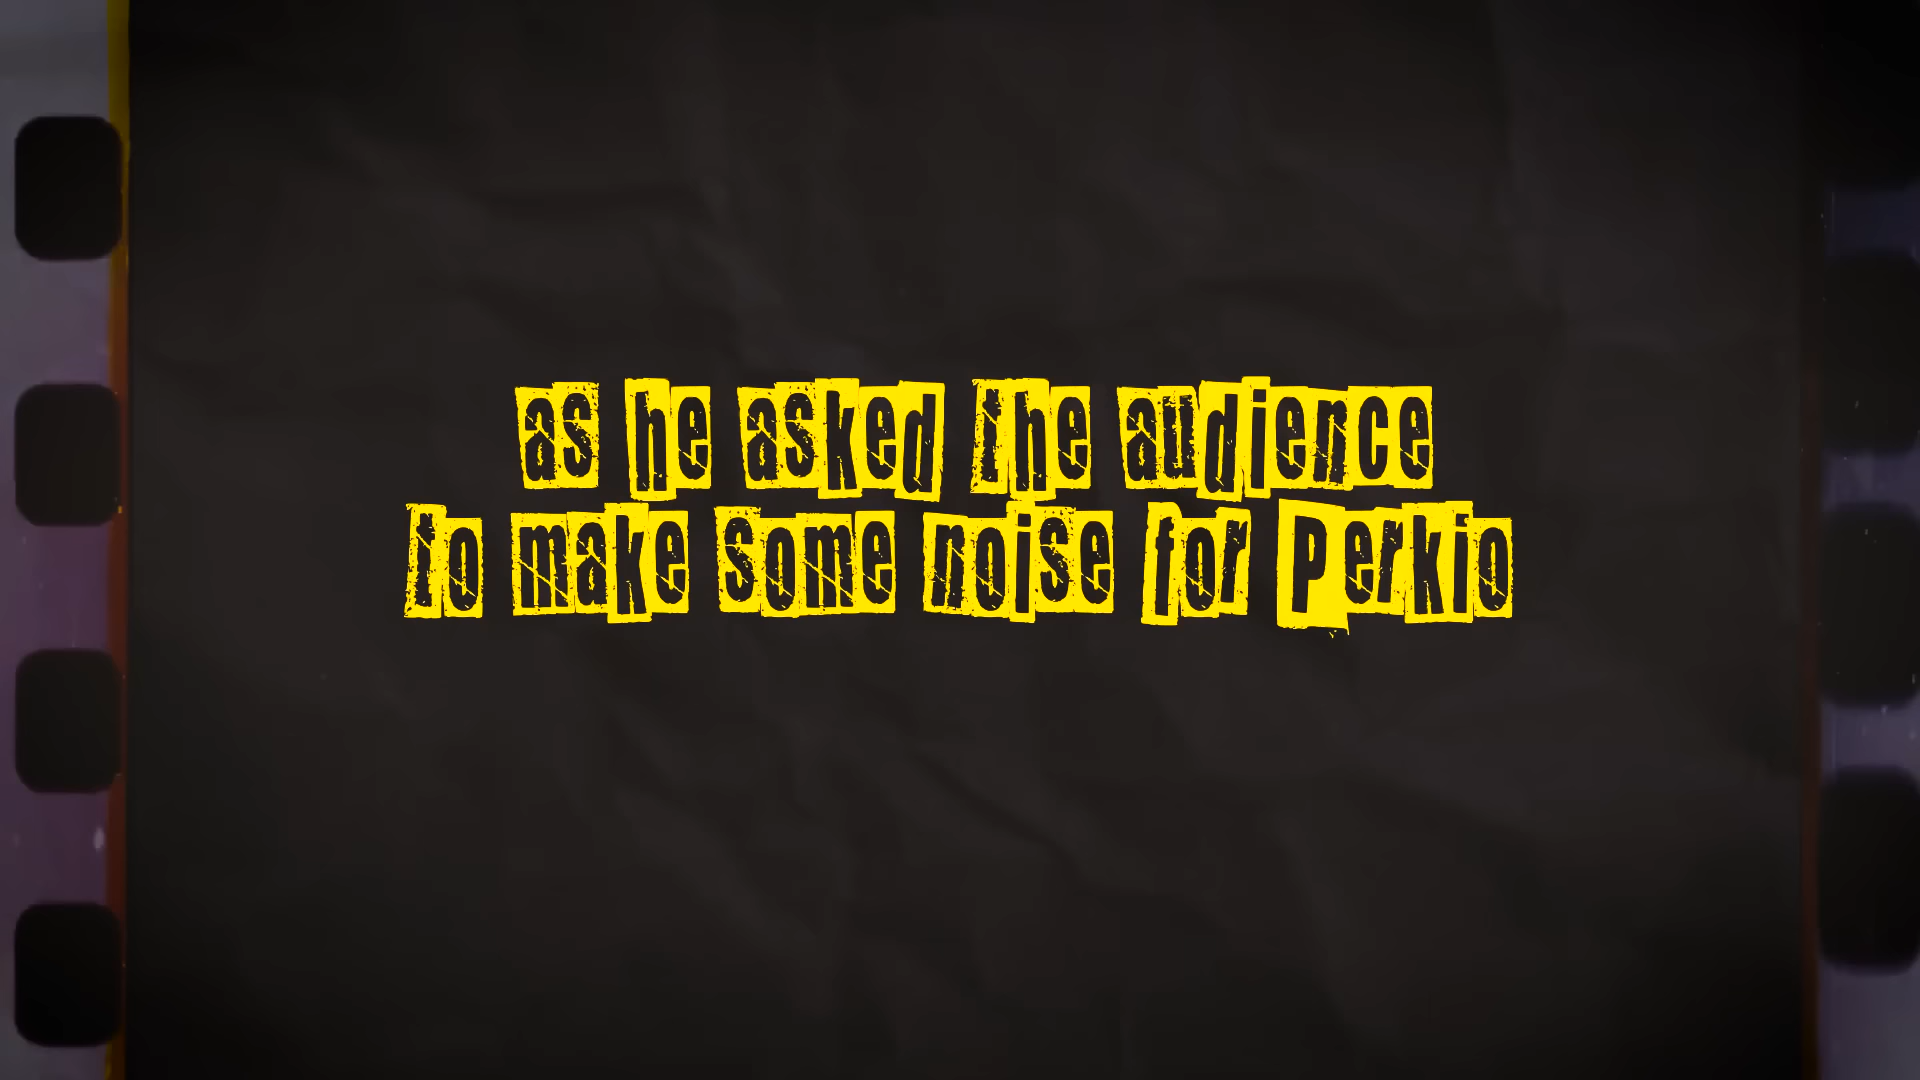 as he asked the audience
to make some noise for Perkio